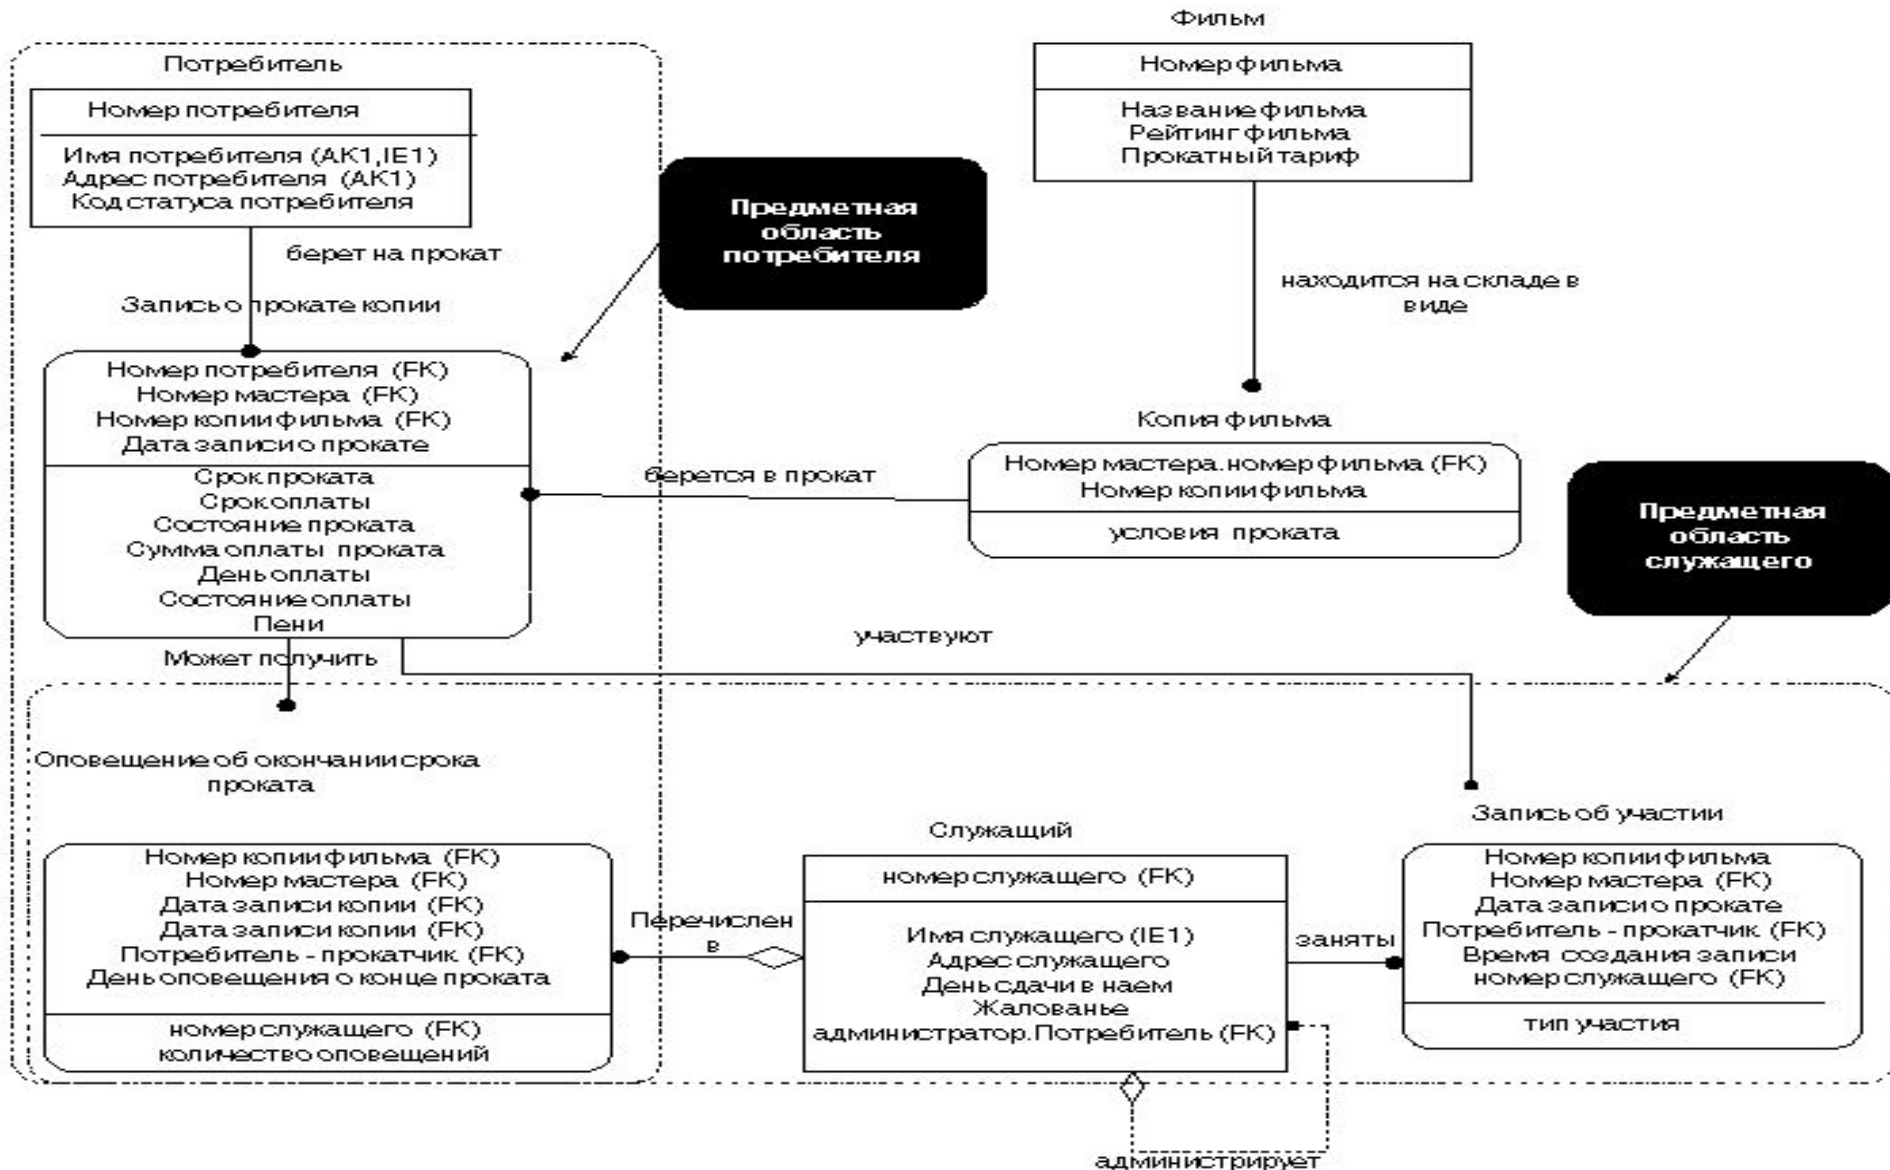 Фильм
Номер фильма
Название фильма
Рейтинг фильма
Прокатный тариф
Потребитель
Номер потребителя
Имя потребителя (AK1,IE1)
Адрес потребителя (AK1)
Код статуса потребителя
Предметная
область
потребителя
берет на прокат
находится на складе в
виде
Запись о прокате копии
Номер потребителя (FK)
Номер мастера (FK)
Номер копии фильма (FK)
Дата записи о прокате
Срок проката
Срок оплаты
Состояние проката
Сумма оплаты проката
День оплаты
Состояние оплаты
Пени
берется в прокат
Копия фильма
Номер мастера.номер фильма (FK)
Номер копии фильма
условия проката
Предметная
область
служащего
Может получить
участвуют
Оповещение об окончании срока
проката
Номер копии фильма (FK)
Номер мастера (FK)
Дата записи копии (FK)
Дата записи копии (FK)
Потребитель - прокатчик (FK)
День оповещения о конце проката
номер служащего (FK)
количество оповещений
Перечислен
в
Служащий
номер служащего (FK)
Имя служащего (IE1)
Адрес служащего
День сдачи в наем
Жалованье
администратор.Потребитель (FK)
заняты
Запись об участии
Номер копии фильма
Номер мастера (FK)
Дата записи о прокате
Потребитель - прокатчик (FK)
Время создания записи
номер служащего (FK)
тип участия
администрирует